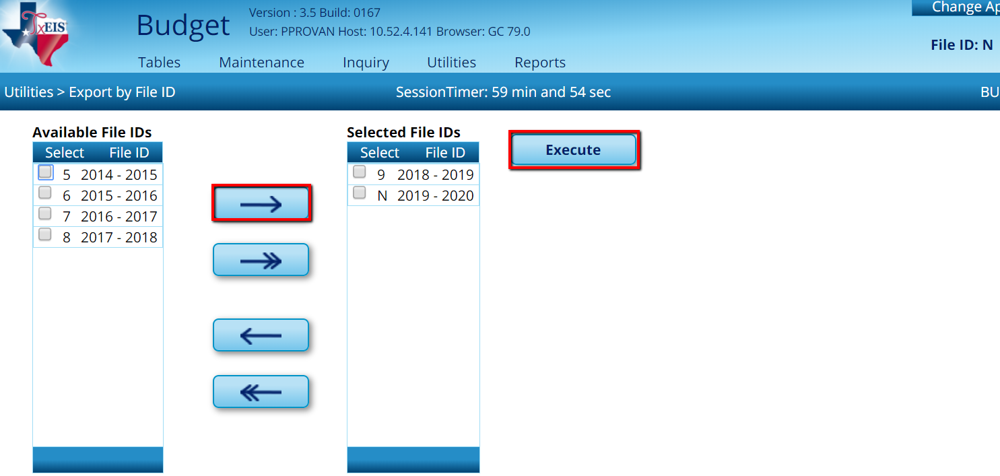 TxEIS
Budget
Version : 3.5 Build: 0167
User: PPROVAN Host: 10.52.4.141 Browser: GC 79.0
Change Ap
File ID: N
Tables Maintenance Inquiry Utilities Reports
Utilities > Export by File ID SessionTimer: 59 min and 54 sec BU
Available File IDs
Select File ID
5 2014 - 2015
6 2015 - 2016
7 2016 - 2017
8 2017 - 2018
Selected File IDs
Select File ID
9 2018 - 2019
N 2019 - 2020
Execute